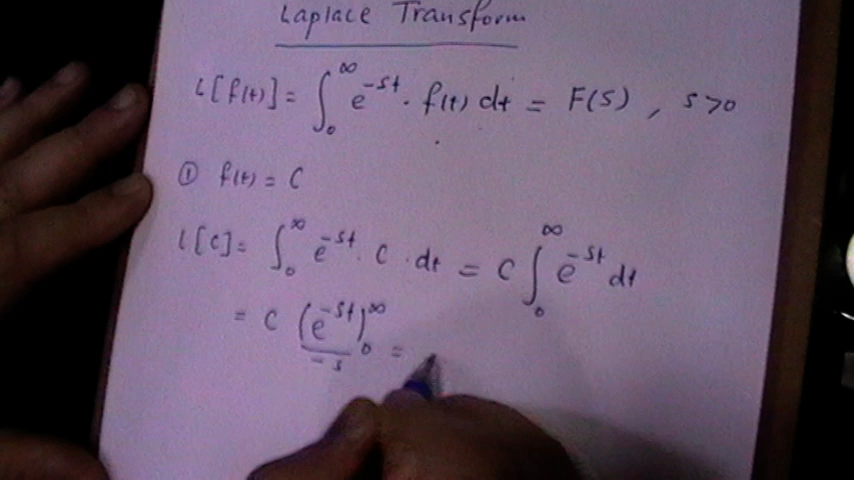 Laplace Transform
L[f(t)] = ∫₀^∞ e^(-st) · f(t) dt = F(S) , s>0
① f(t) = C
L[c] = ∫₀^∞ e^(-st) · C · dt = C ∫₀^∞ e^(-st) dt
= C (e^(-st))₀^∞ / -s =